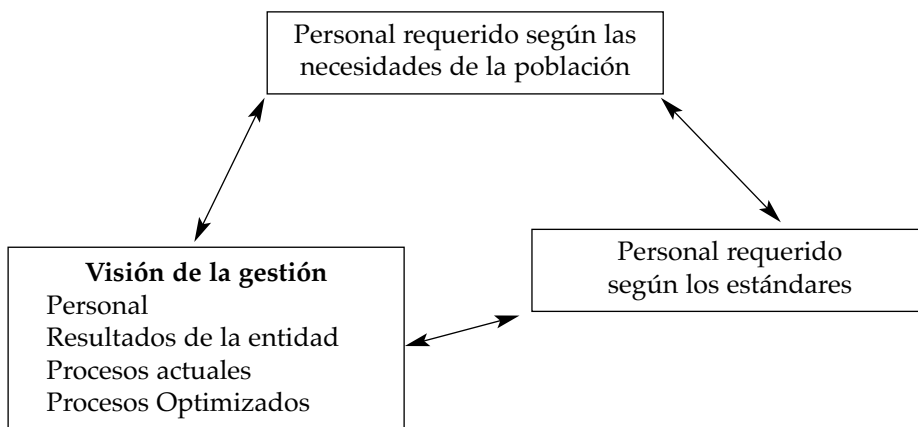 Personal requerido según las
necesidades de la población
Visión de la gestión
Personal
Resultados de la entidad
Procesos actuales
Procesos Optimizados
Personal requerido
según los estándares